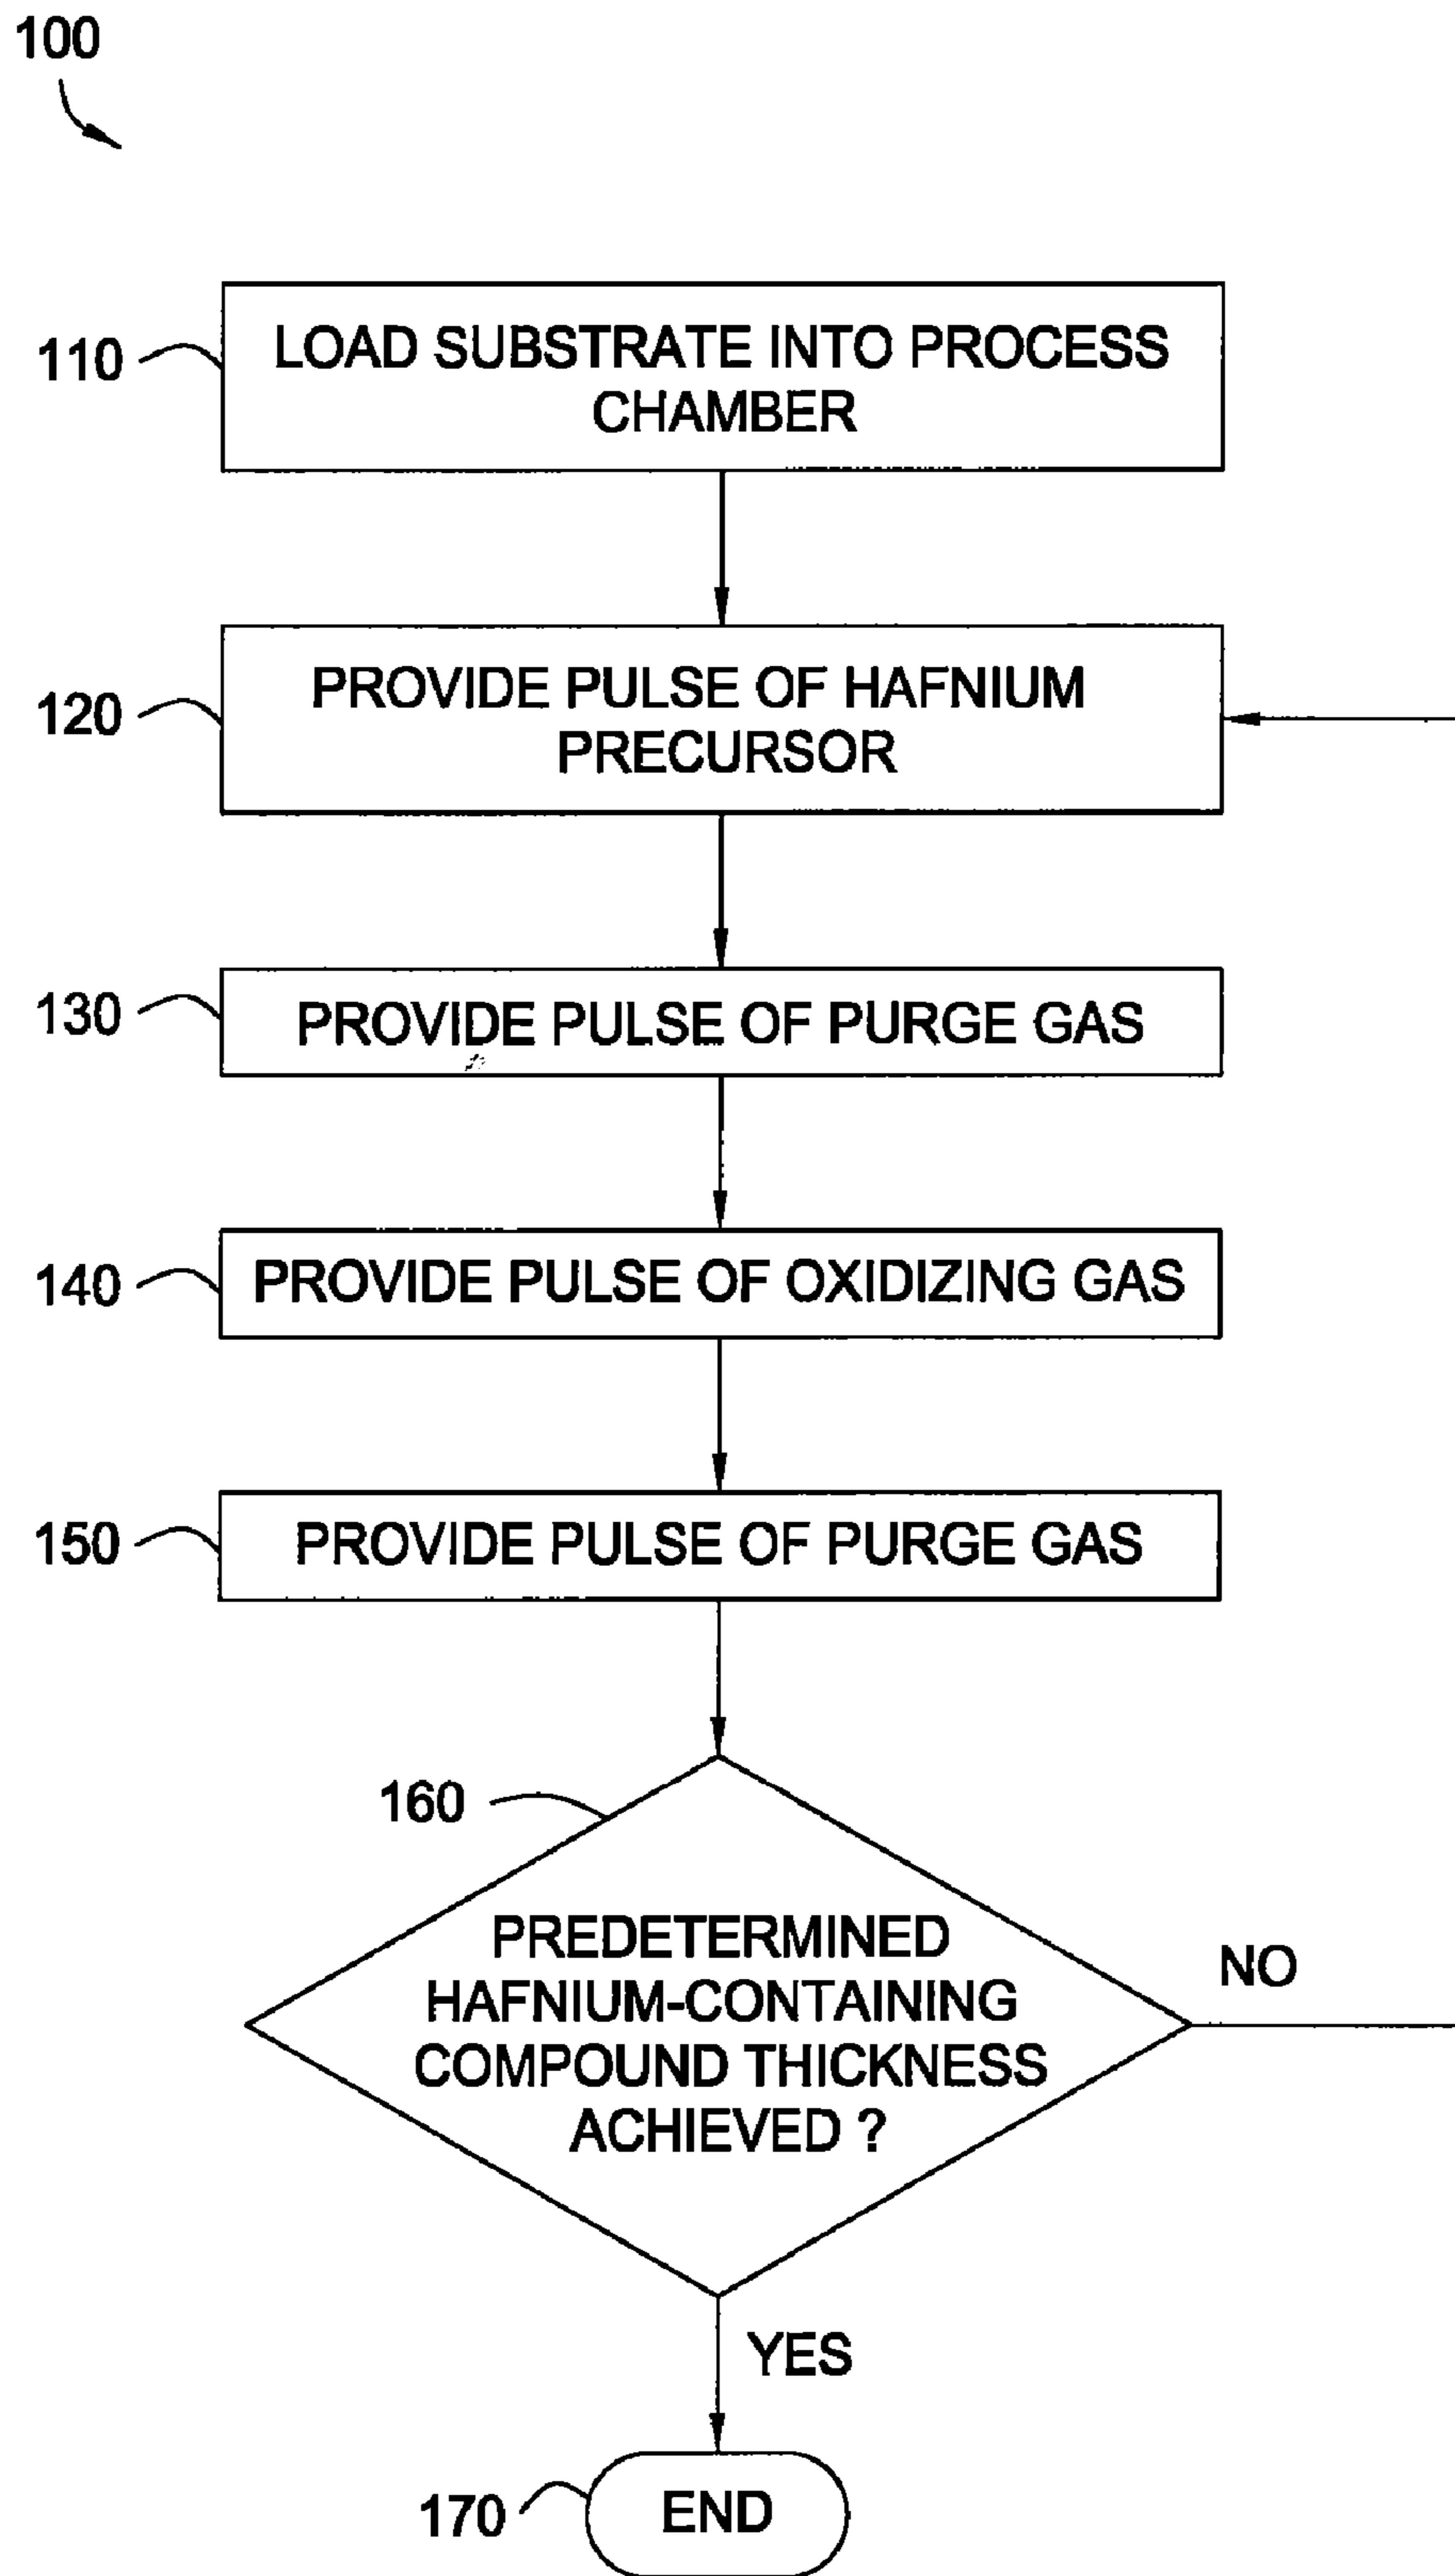 100
110
LOAD SUBSTRATE INTO PROCESS
CHAMBER
120
PROVIDE PULSE OF HAFNIUM
PRECURSOR
130
PROVIDE PULSE OF PURGE GAS
140
PROVIDE PULSE OF OXIDIZING GAS
150
PROVIDE PULSE OF PURGE GAS
160
PREDETERMINED
HAFNIUM-CONTAINING
COMPOUND THICKNESS
ACHIEVED ?
NO
YES
170
END